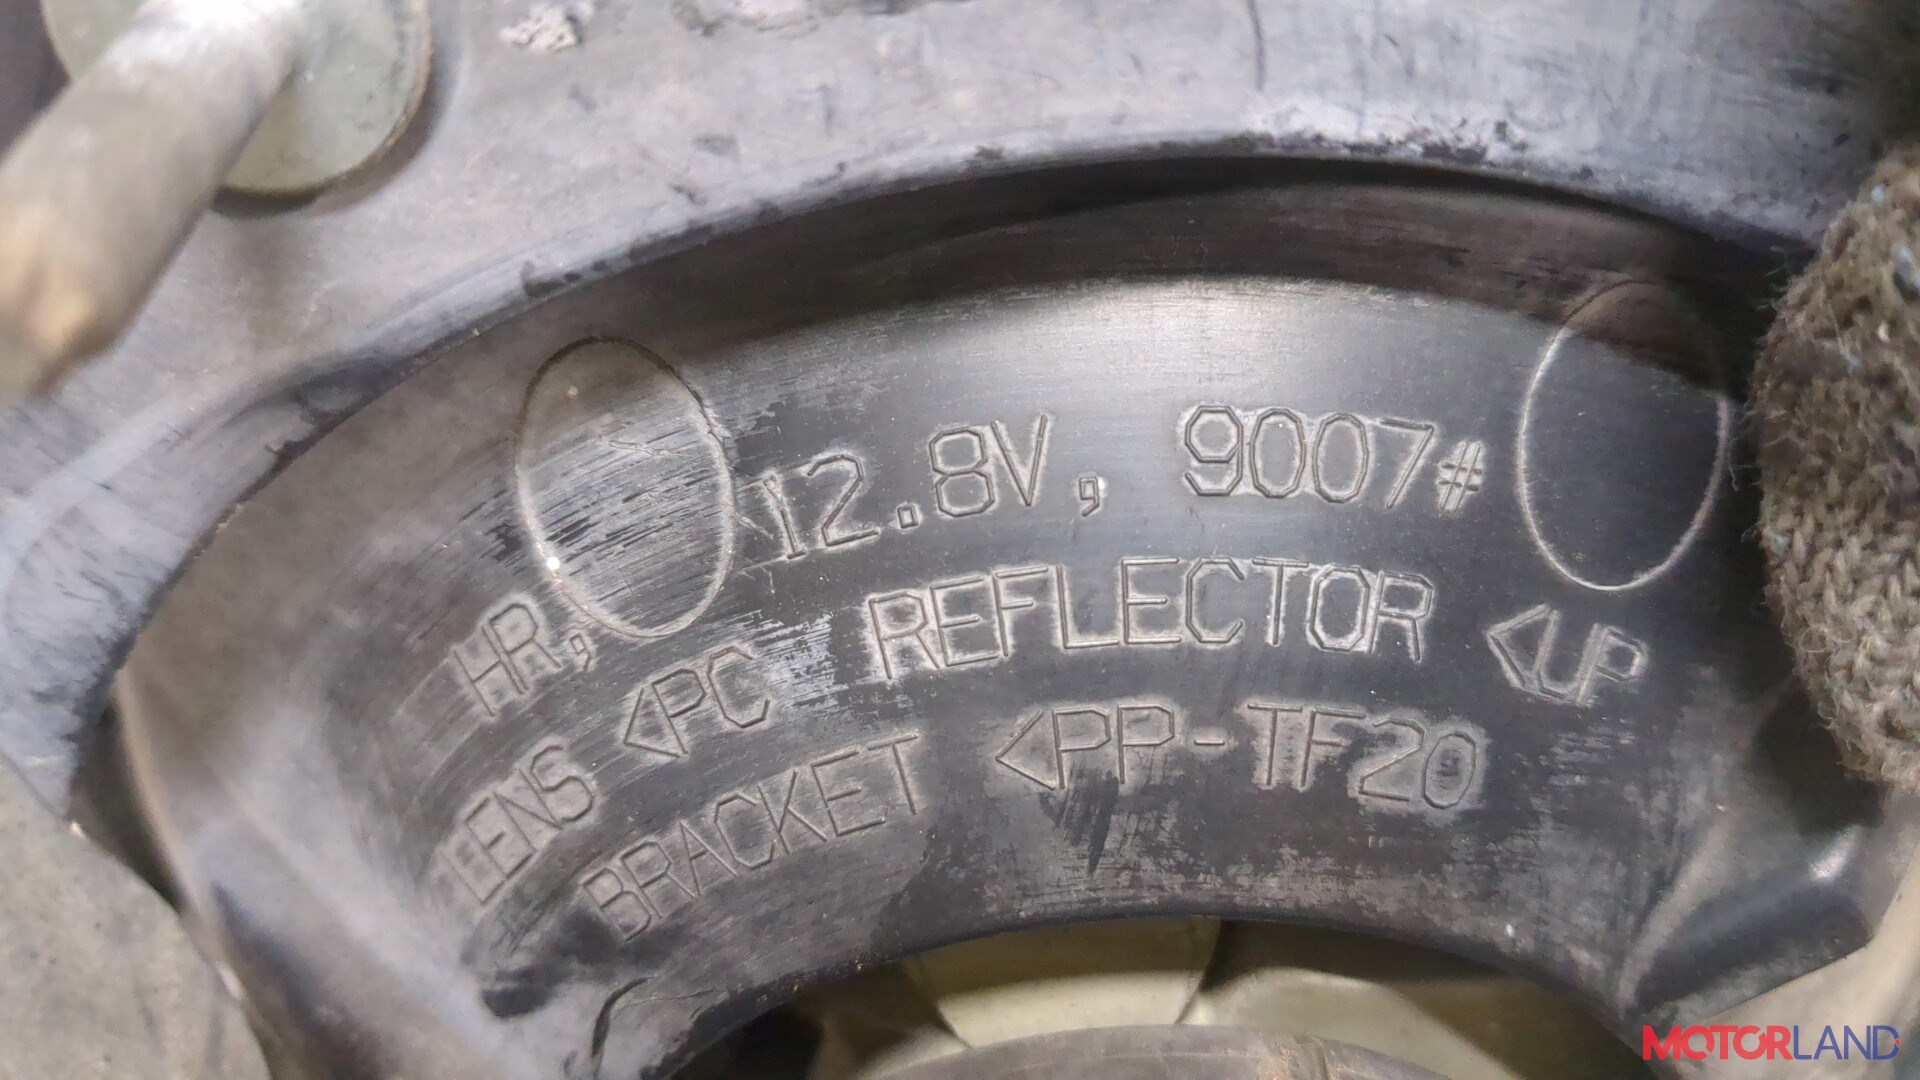 HR, 12.8V, 9007#
LENS <PC REFLECTOR <UP
BRACKET <PP-TF20
MOTORLAND